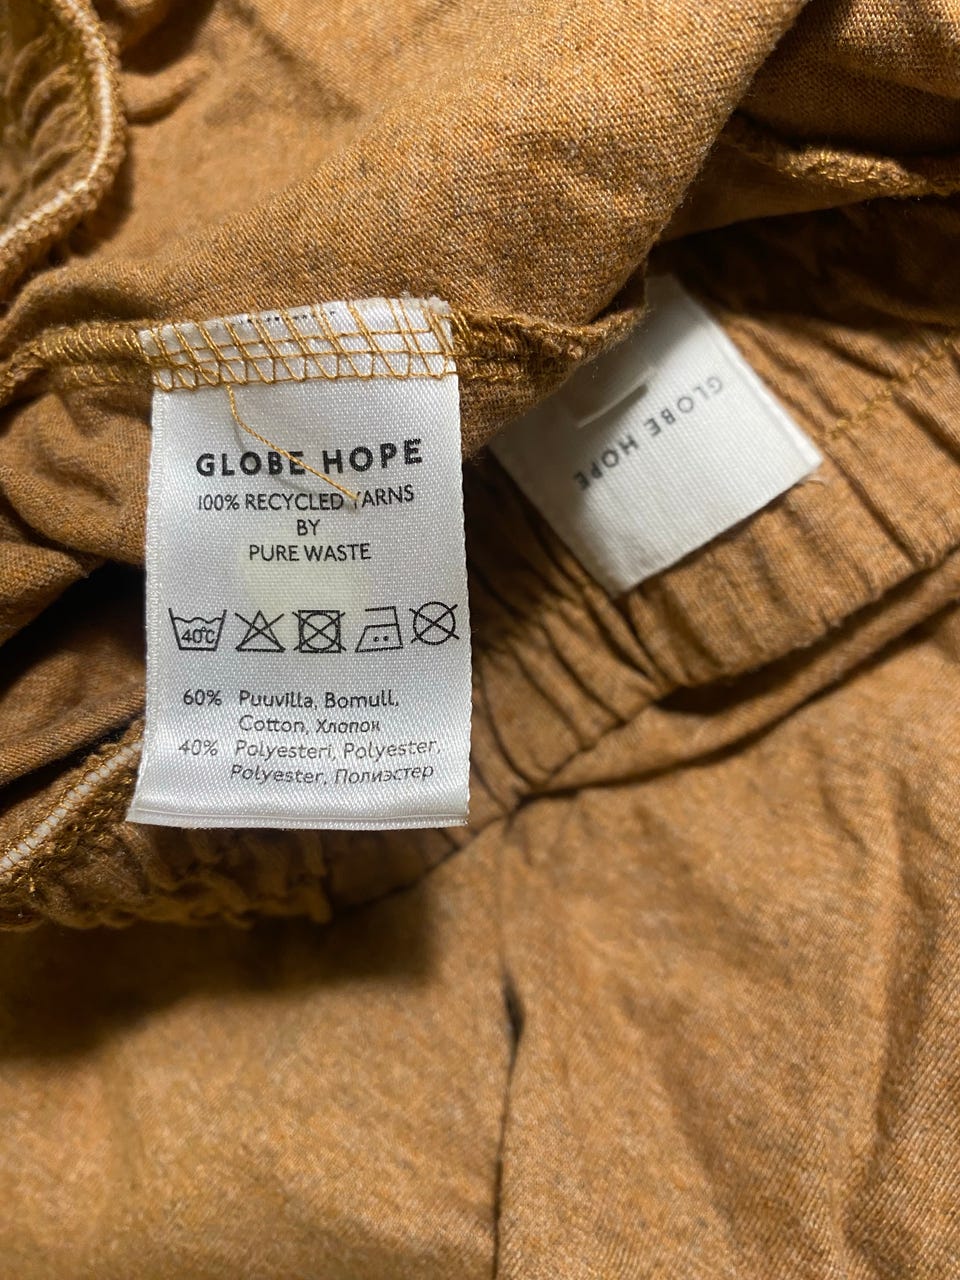 GLOBE HOPE
100% RECYCLED YARNS
BY
PURE WASTE
40°C
60% Puuvilla, Bomull,
Cotton, Хлопок
40% Polyesteri, Polyester,
Polyester, Полиэстер
GLOBE HOPE